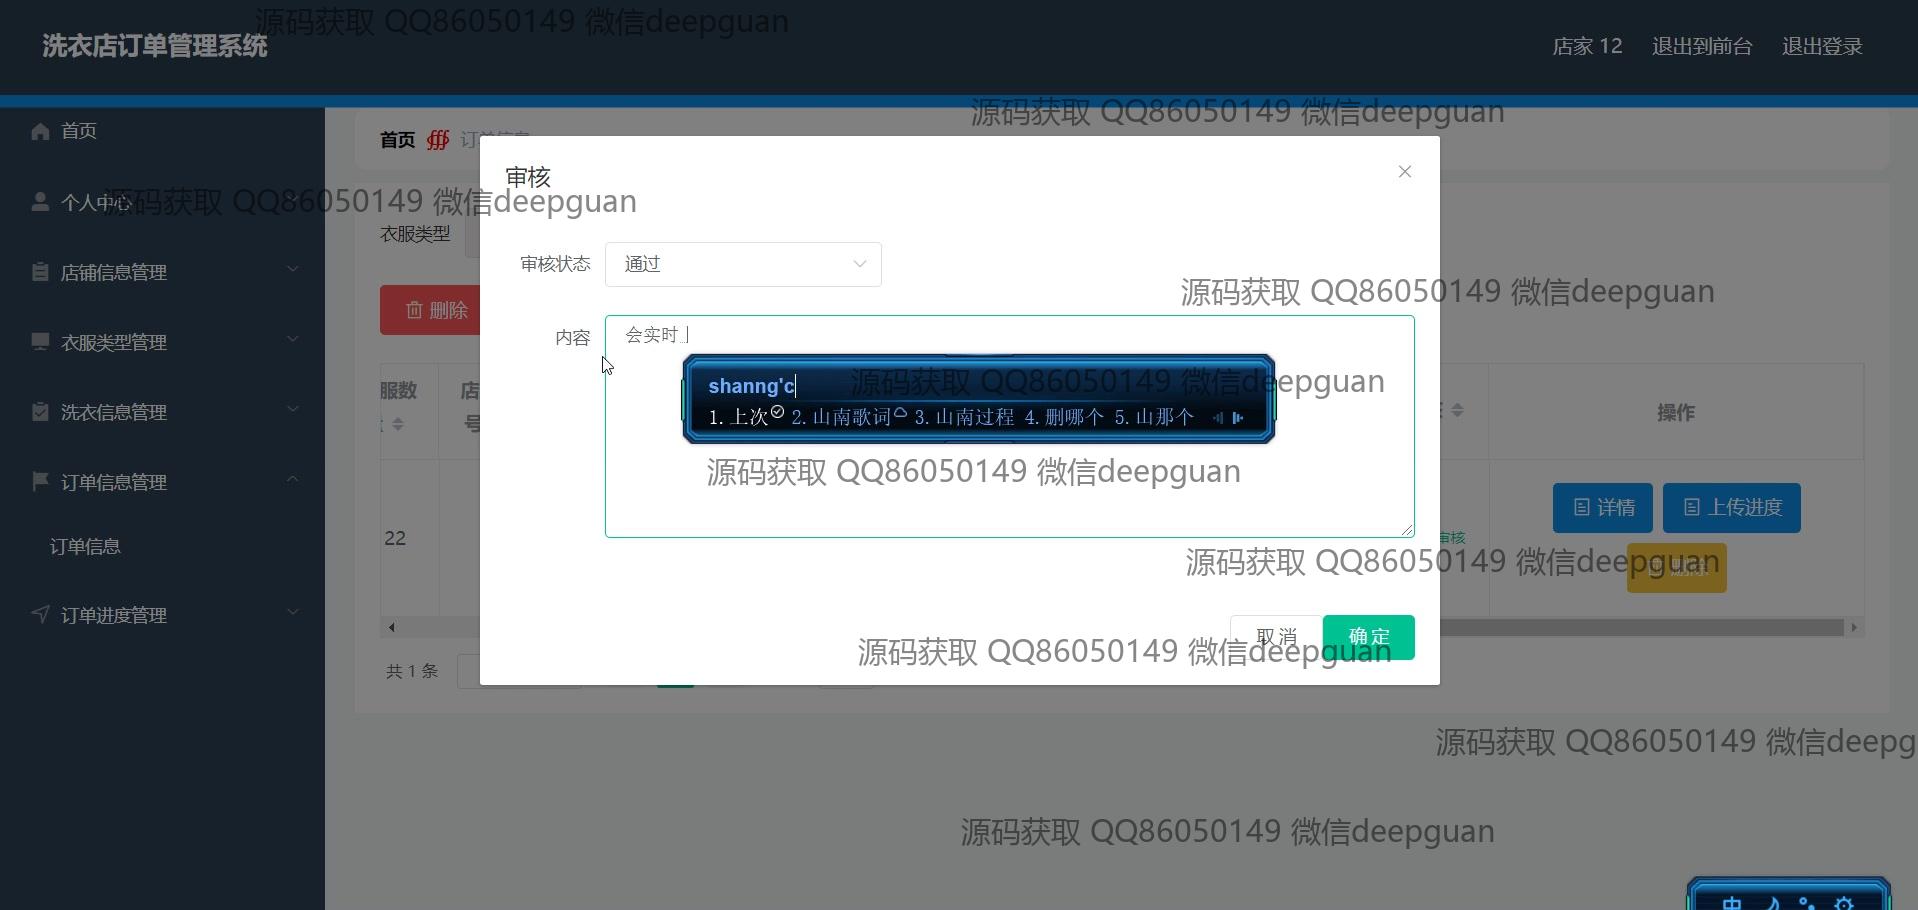 源码获取 QQ86050149 微信deepguan
洗衣店订单管理系统
店家 12
退出到前台
退出登录
源码获取 QQ86050149 微信deepguan
首页
首页
订单信息
审核
个人中心
源码获取 QQ86050149 微信deepguan
衣服类型
审核状态
通过
店铺信息管理
源码获取 QQ86050149 微信deepguan
删除
内容
会实时
衣服类型管理
shanng'c
源码获取 QQ86050149 微信deepguan
服数
店
号
1.上次 2.山南歌词 3.山南过程 4.删哪个 5.山那个
操作
洗衣信息管理
源码获取 QQ86050149 微信deepguan
订单信息管理
详情
上传进度
22
审核
订单信息
源码获取 QQ86050149 微信deepguan
删除
订单进度管理
取消
确定
源码获取 QQ86050149 微信deepguan
共 1 条
源码获取 QQ86050149 微信deepg
源码获取 QQ86050149 微信deepguan
中